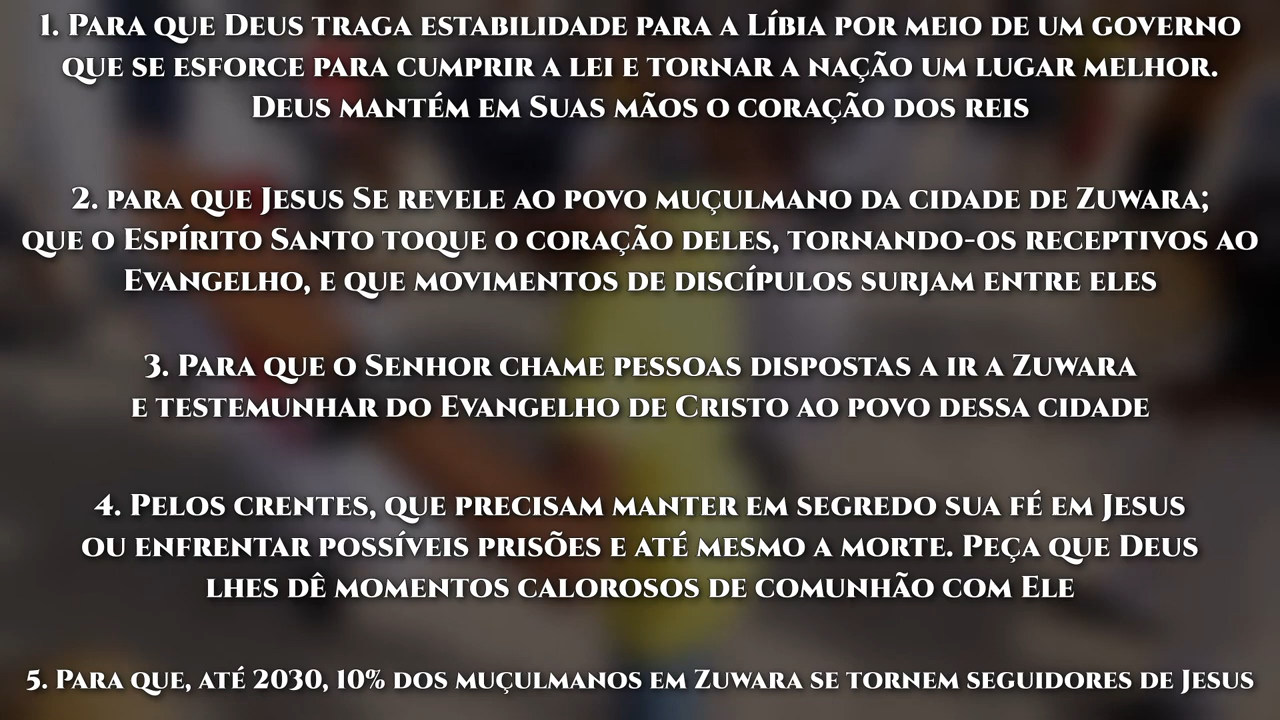 1. Para que Deus traga estabilidade para a Líbia por meio de um governo
que se esforce para cumprir a lei e tornar a nação um lugar melhor.
Deus mantém em Suas mãos o coração dos reis
2. para que Jesus Se revele ao povo muçulmano da cidade de Zuwara;
que o Espírito Santo toque o coração deles, tornando-os receptivos ao
Evangelho, e que movimentos de discípulos surjam entre eles
3. Para que o Senhor chame pessoas dispostas a ir a Zuwara
e testemunhar do Evangelho de Cristo ao povo dessa cidade
4. Pelos crentes, que precisam manter em segredo sua fé em Jesus
ou enfrentar possíveis prisões e até mesmo a morte. Peça que Deus
lhes dê momentos calorosos de comunhão com Ele
5. Para que, até 2030, 10% dos muçulmanos em Zuwara se tornem seguidores de Jesus